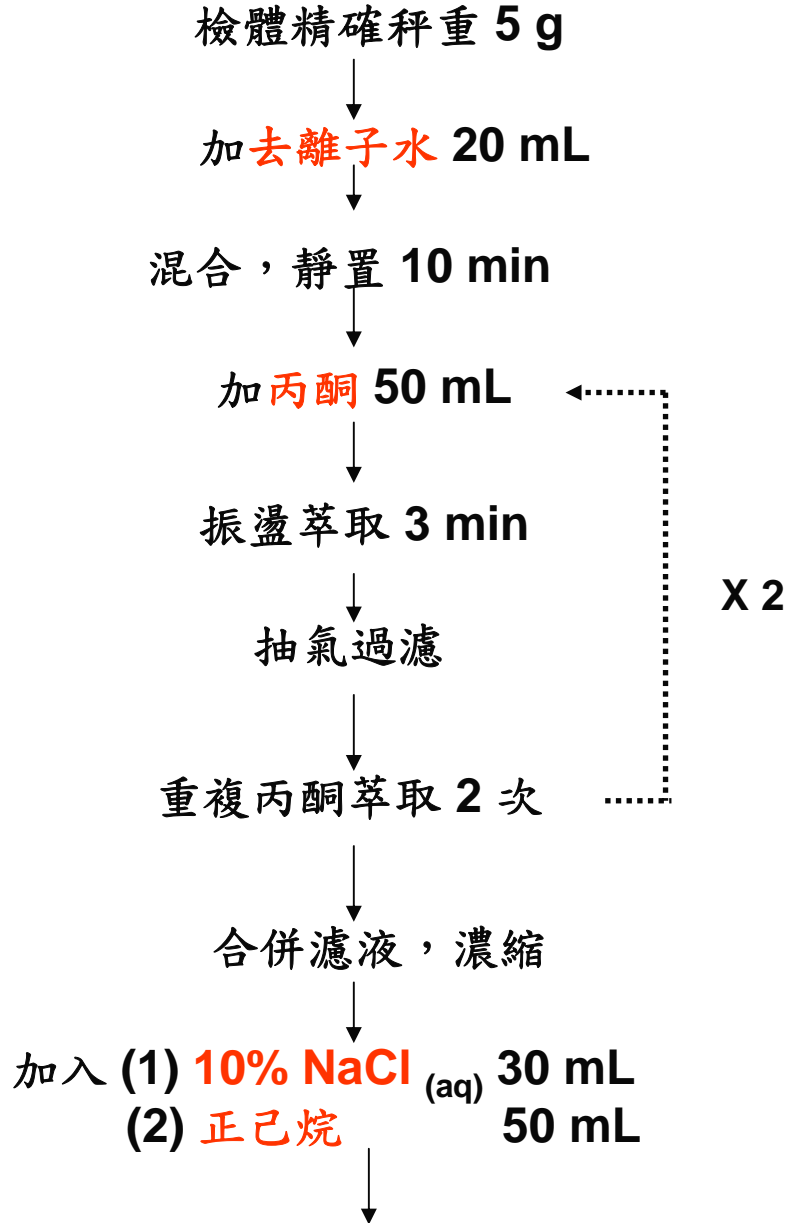 檢體精確秤重 5 g
加去離子水 20 mL
混合，靜置 10 min
加丙酮 50 mL
振盪萃取 3 min
X 2
抽氣過濾
重複丙酮萃取 2 次
合併濾液，濃縮
加入 (1) 10% NaCl (aq) 30 mL
(2) 正己烷 50 mL